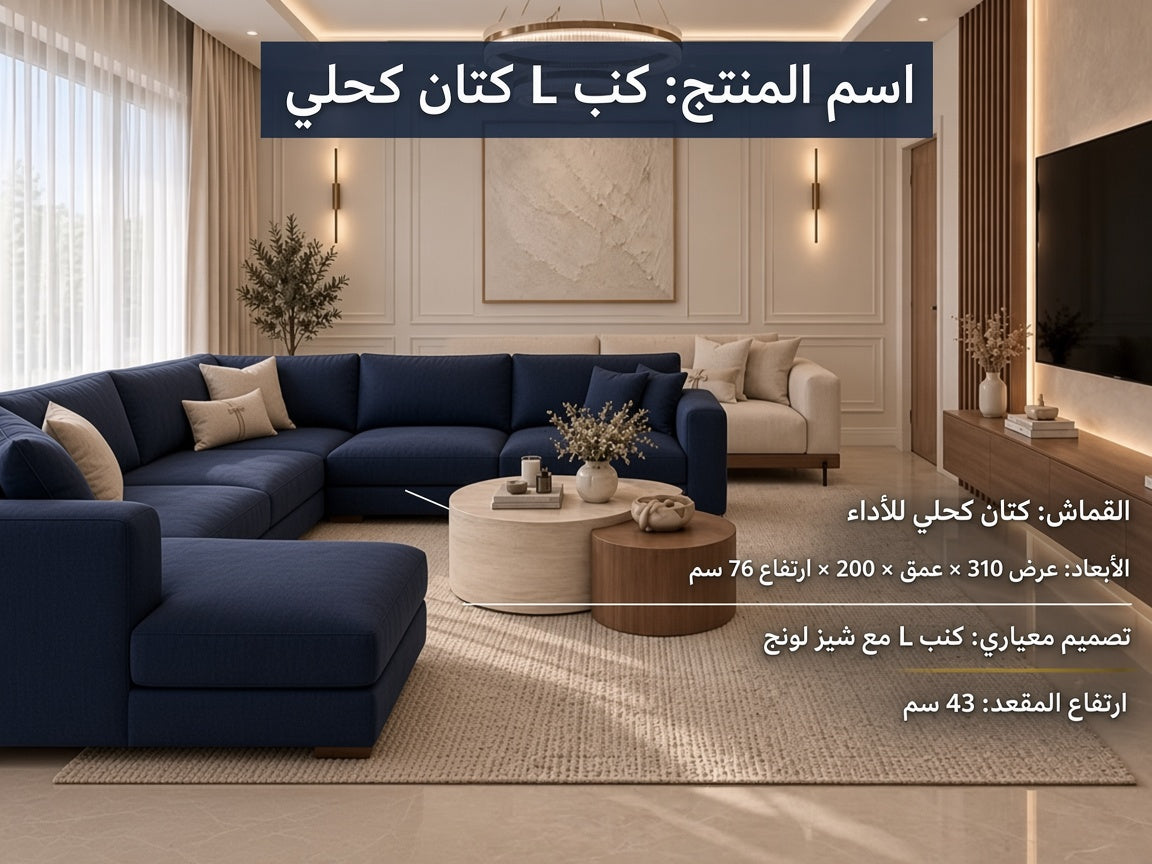 اسم المنتج: كنب L كتان كحلي
القماش: كتان كحلي للأداء
الأبعاد: عرض 310 × عمق × 200 × ارتفاع 76 سم
تصميم معياري: كنب L مع شيز لونج
ارتفاع المقعد: 43 سم